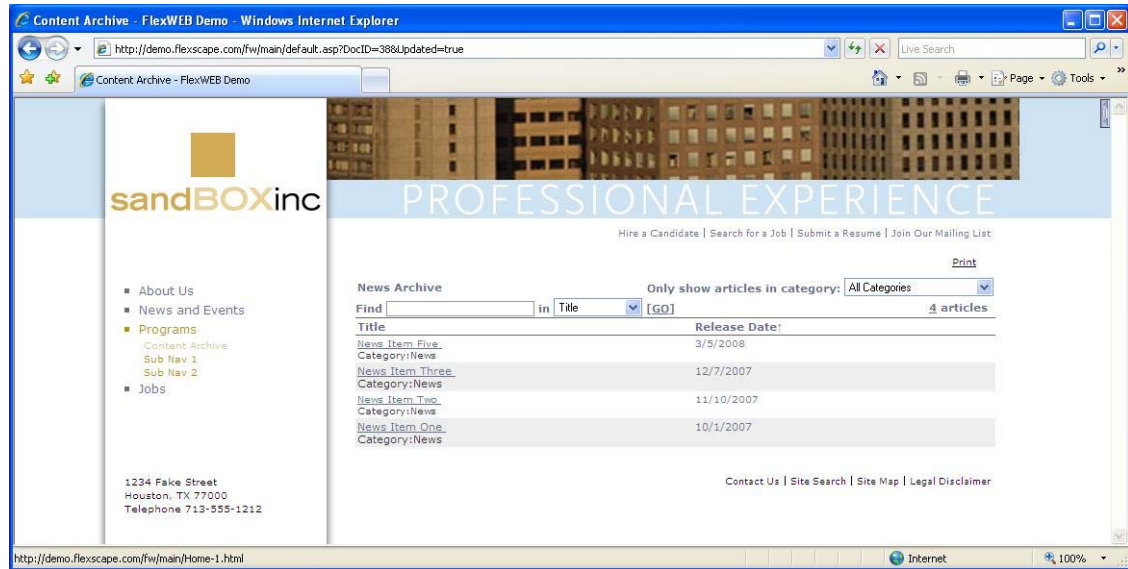 Content Archive - FlexWEB Demo - Windows Internet Explorer
http://demo.flexscape.com/fw/main/default.asp?DocID=388&Updated=true
Live Search
Content Archive - FlexWEB Demo
Page
Tools
sandBOXinc
PROFESSIONAL EXPERIENCE
Hire a Candidate | Search for a Job | Submit a Resume | Join Our Mailing List
Print
About Us
News and Events
Programs
Content Archive
Sub Nav 1
Sub Nav 2
Jobs
1234 Fake Street
Houston, TX 77000
Telephone 713-555-1212
News Archive Only show articles in category: All Categories
Find in Title [GO] 4 articles
Title Release Date↑
News Item Five 3/5/2008
Category:News
News Item Three 12/7/2007
Category:News
News Item Two 11/10/2007
Category:News
News Item One 10/1/2007
Category:News
Contact Us | Site Search | Site Map | Legal Disclaimer
http://demo.flexscape.com/fw/main/Home-1.html
Internet
100%